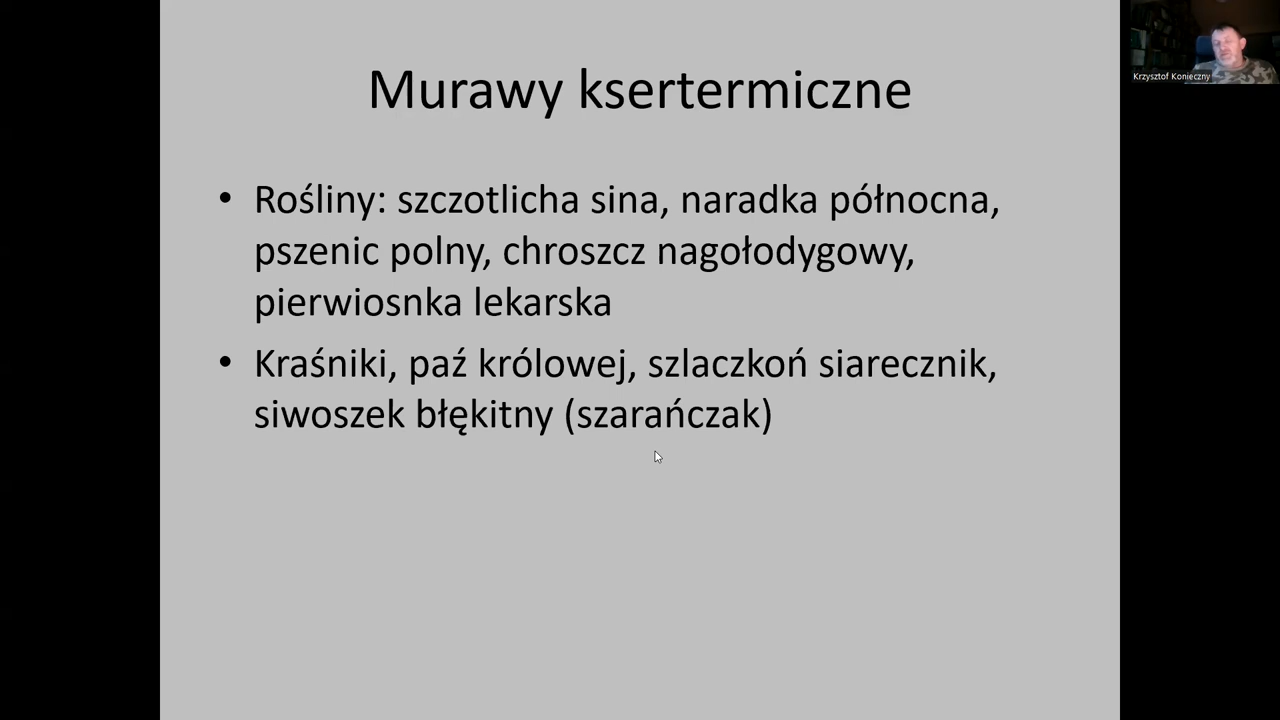 Murawy ksertermiczne
• Rośliny: szczotlicha sina, naradka północna,
pszenic polny, chroszcz nagołodygowy,
pierwiosnka lekarska
• Kraśniki, paź królowej, szlaczkoń siarecznik,
siwoszek błękitny (szarańczak)
Krzysztof Konieczny